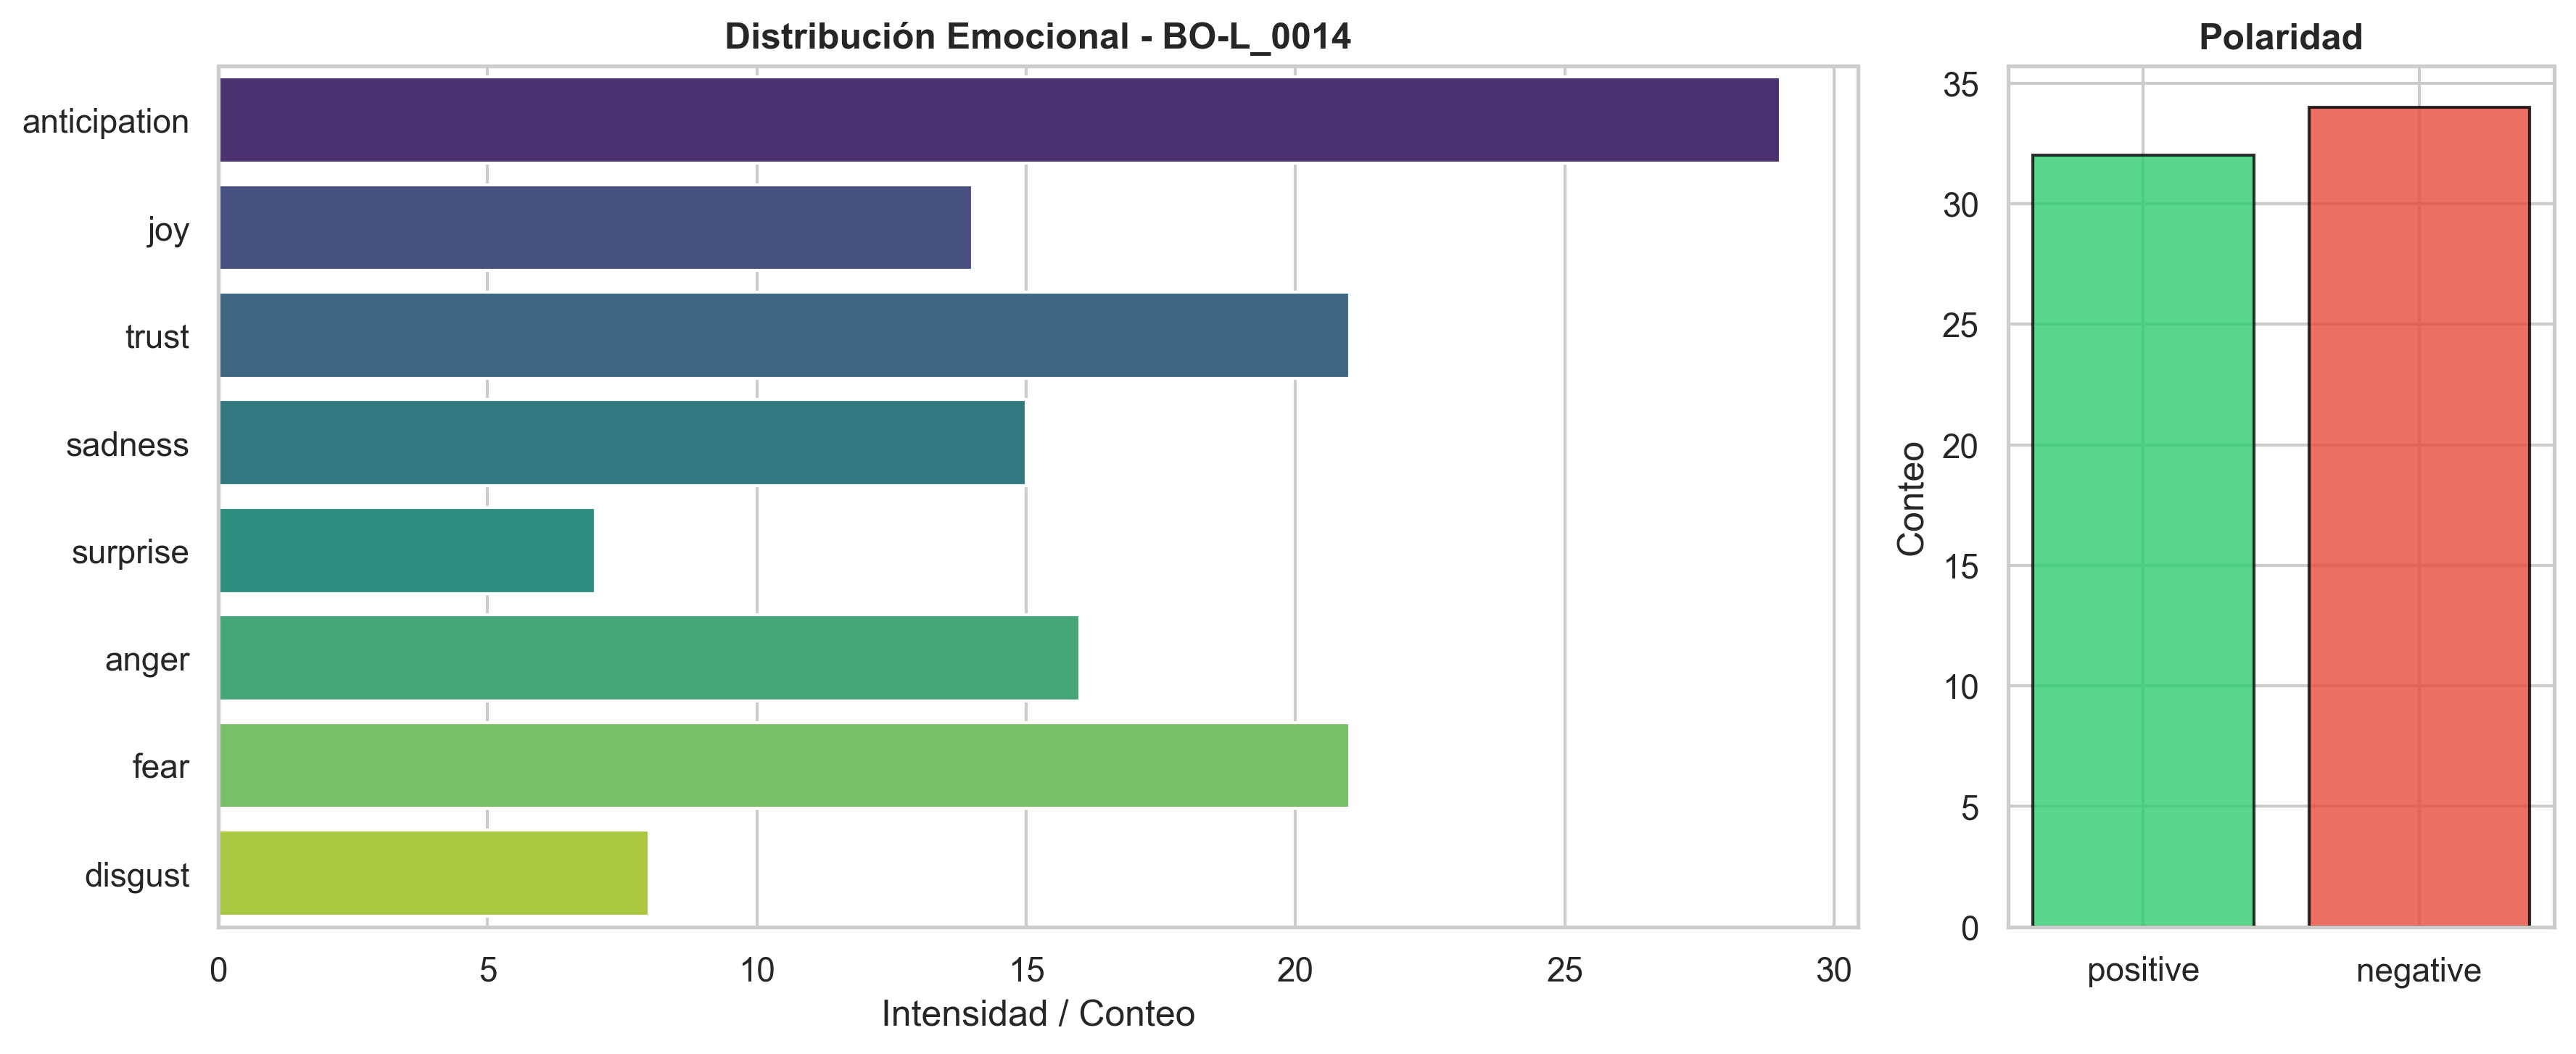 Distribución Emocional - BO-L_0014
anticipation
joy
trust
sadness
surprise
anger
fear
disgust
0 5 10 15 20 25 30
Intensidad / Conteo
Polaridad
Conteo
35
30
25
20
15
10
5
0
positive negative